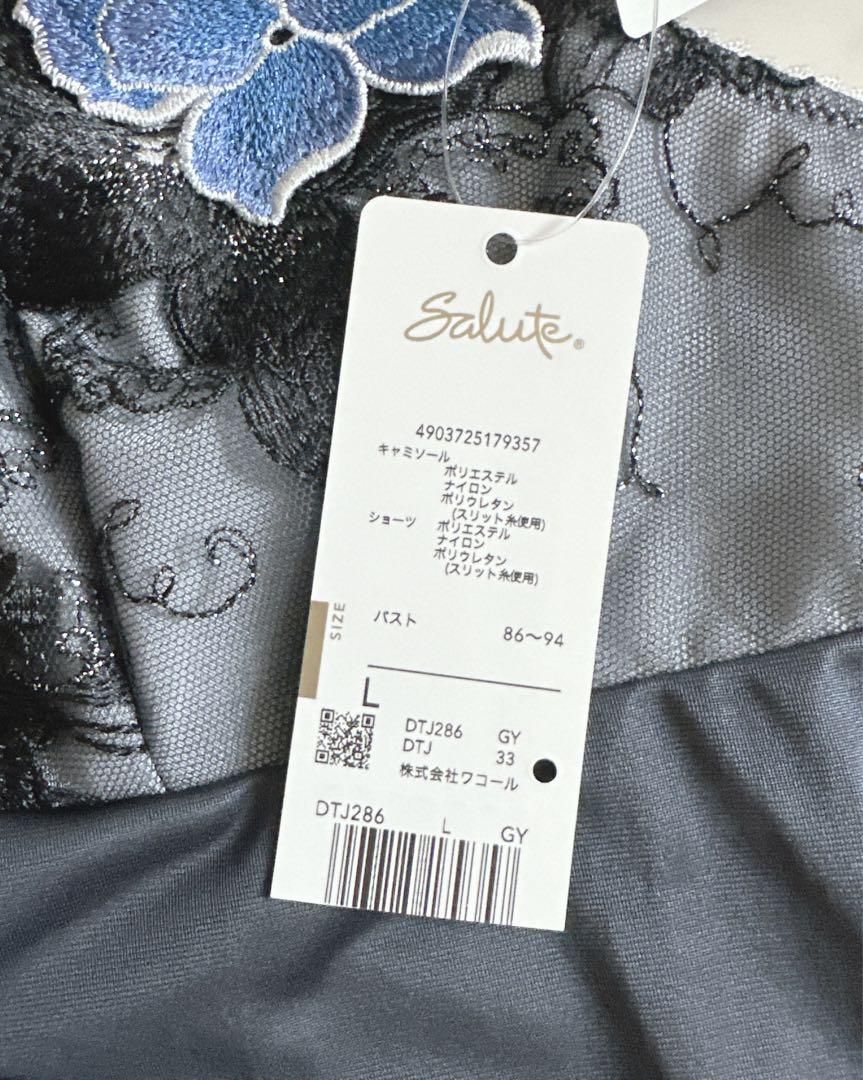 Salute®
4903725179357
キャミソール
ポリエステル
ナイロン
ポリウレタン
(スリット糸使用)
ショーツ ポリエステル
ナイロン
ポリウレタン
(スリット糸使用)
SIZE
バスト 86〜94
L
DTJ286 GY
DTJ 33
株式会社ワコール
DTJ286 L GY